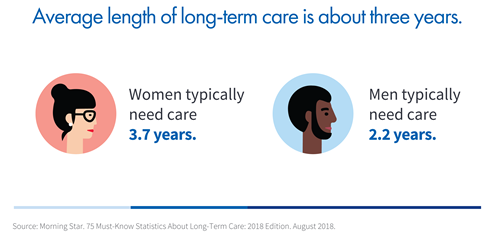 Average length of long-term care is about three years.
Women typically
need care
3.7 years.
Men typically
need care
2.2 years.
Source: Morning Star. 75 Must-Know Statistics About Long-Term Care: 2018 Edition. August 2018.